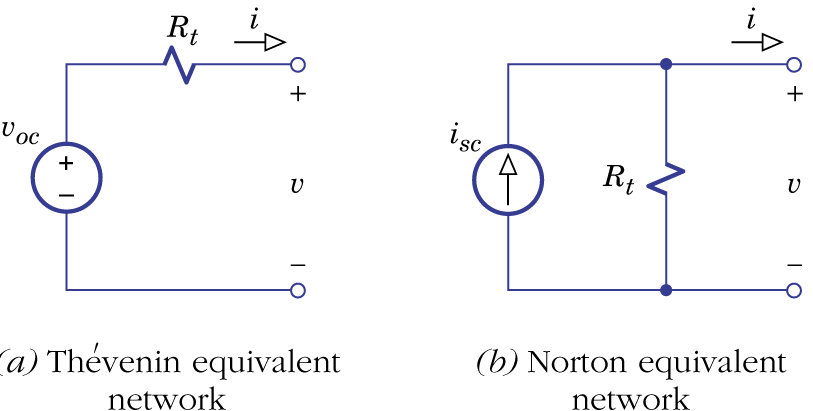 R_t
i
+
v_oc
+
−
v
−
(a) Thévenin equivalent
network
i
+
i_sc
R_t
v
−
(b) Norton equivalent
network